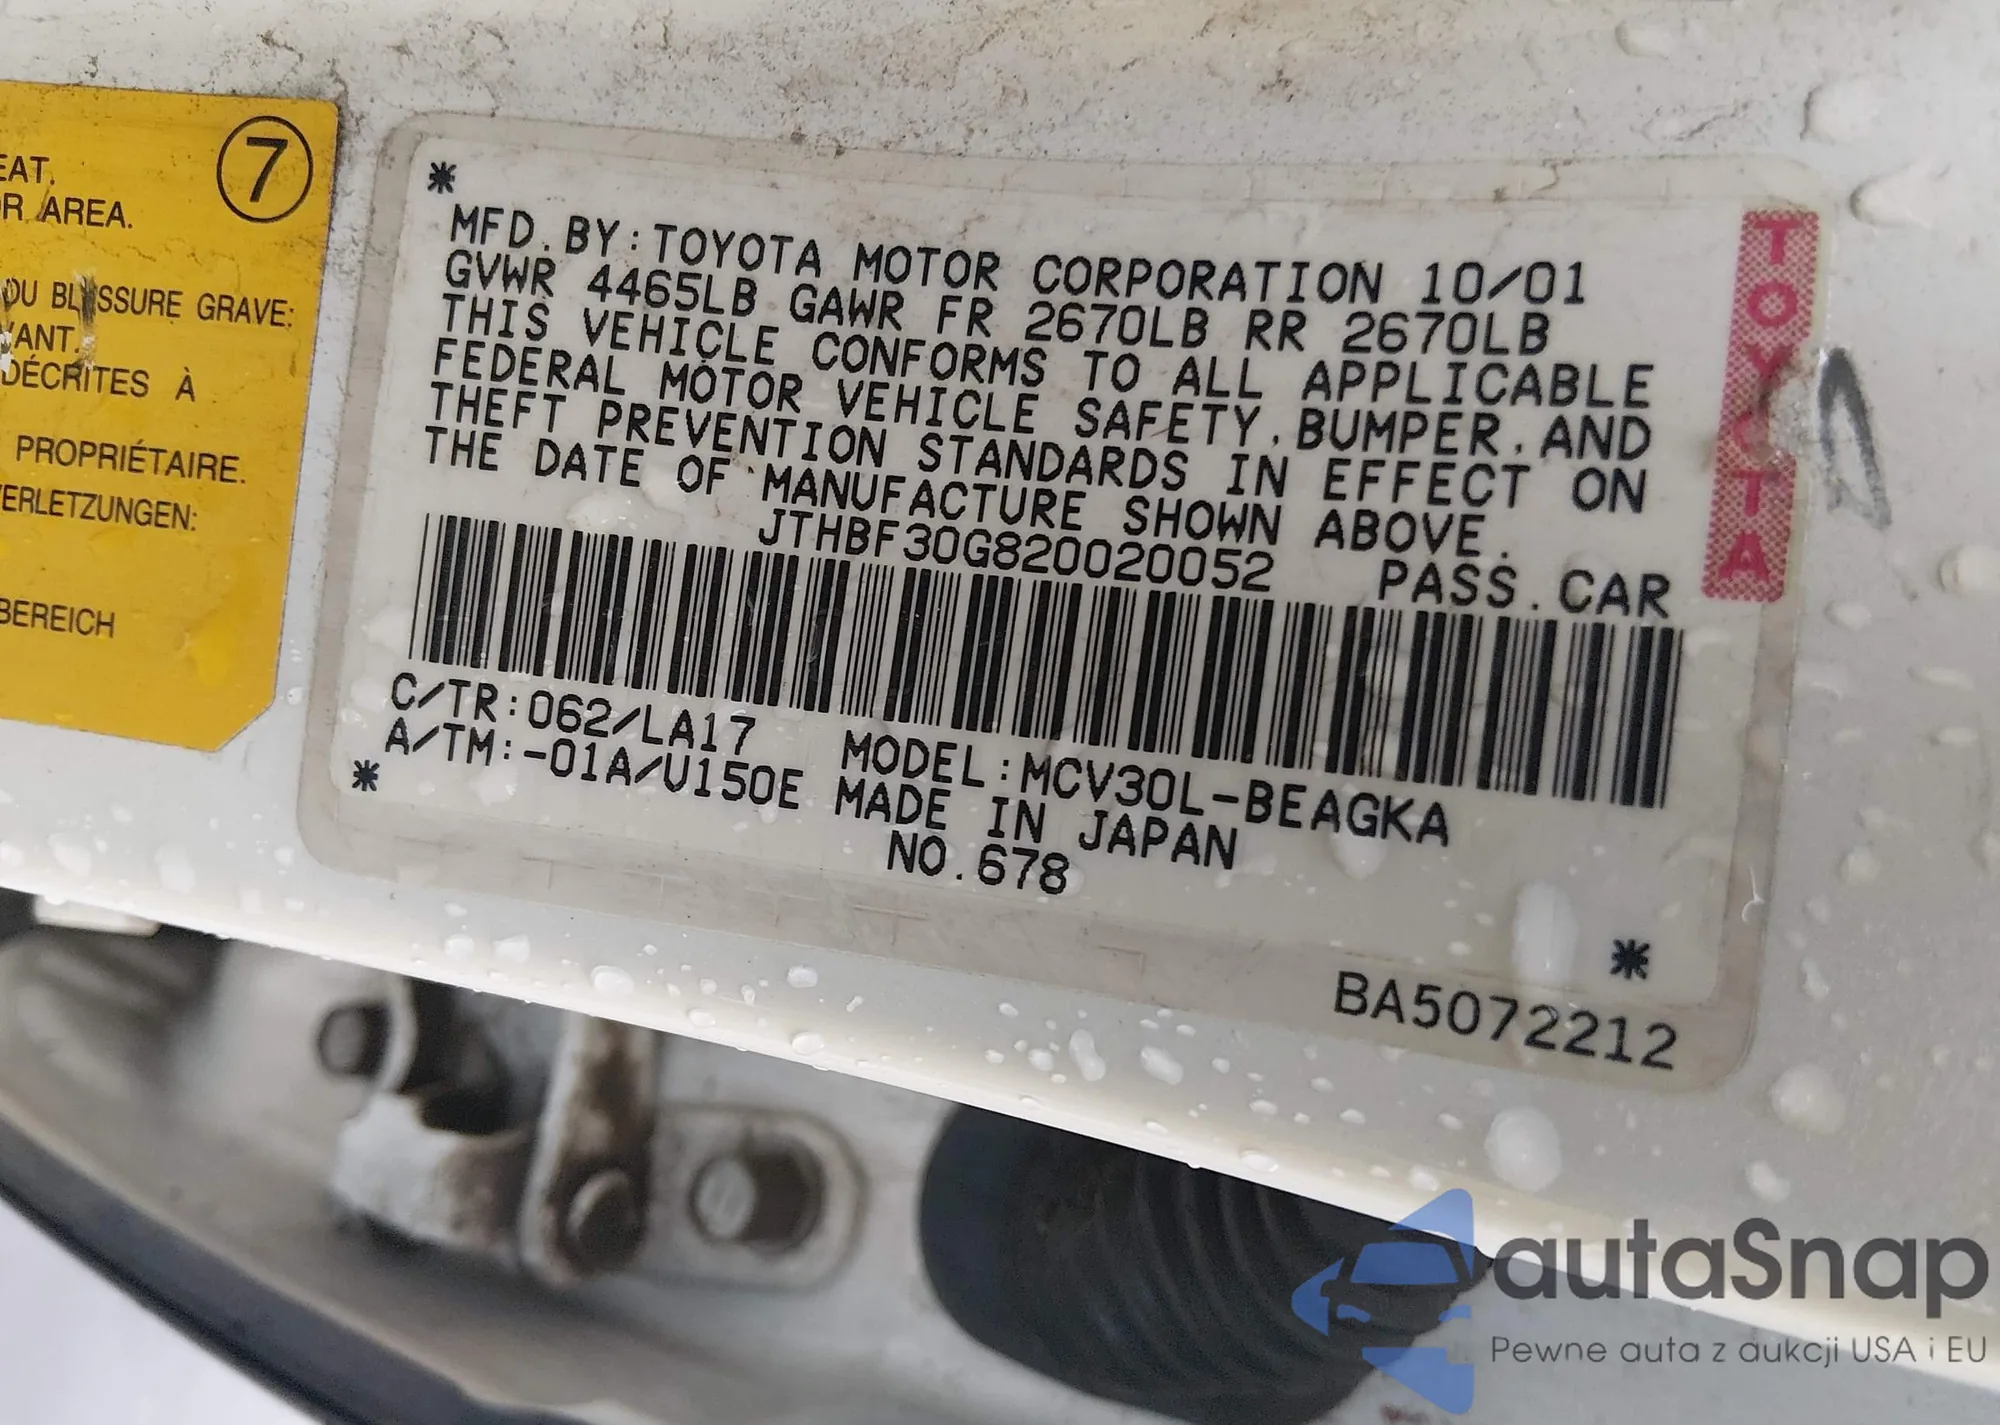 7
EAT.
OR AREA.
OU BLESSURE GRAVE:
ANT.
DÉCRITES À
PROPRIÉTAIRE.
VERLETZUNGEN:
BEREICH
*
MFD. BY: TOYOTA MOTOR CORPORATION 10/01
GVWR 4465LB GAWR FR 2670LB RR 2670LB
THIS VEHICLE CONFORMS TO ALL APPLICABLE
FEDERAL MOTOR VEHICLE SAFETY, BUMPER, AND
THEFT PREVENTION STANDARDS IN EFFECT ON
THE DATE OF MANUFACTURE SHOWN ABOVE.
JTHBF30G820020052 PASS. CAR
C/TR:062/LA17 MODEL:MCV30L-BEAGKA
A/TM:-01A/U150E MADE IN JAPAN
* NO.678
*
BA5072212
TOYOTA
autaSnap
Pewne auta z aukcji USA i EU